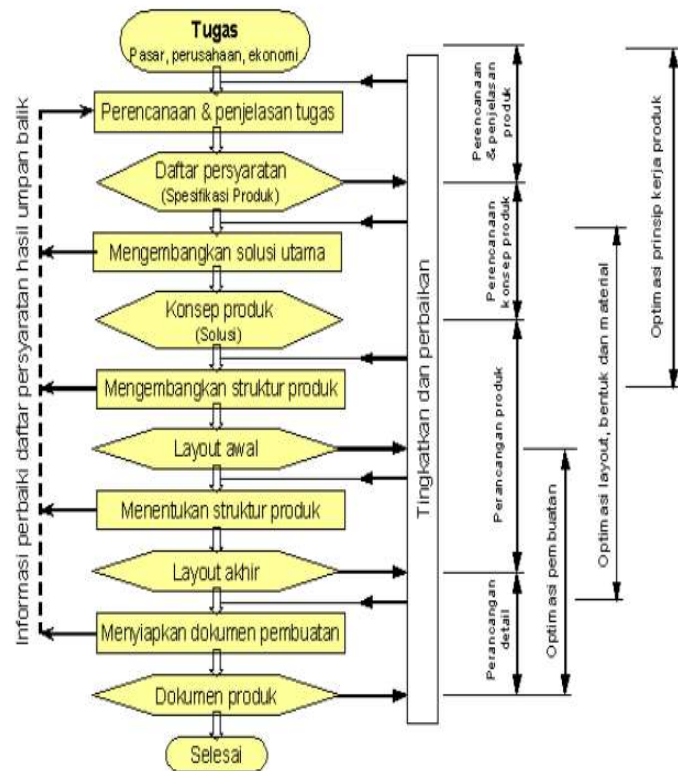 Tugas
Pasar, perusahaan, ekonomi
Perencanaan & penjelasan tugas
Daftar persyaratan
(Spesifikasi Produk)
Mengembangkan solusi utama
Konsep produk
(Solusi)
Mengembangkan struktur produk
Layout awal
Menentukan struktur produk
Layout akhir
Menyiapkan dokumen pembuatan
Dokumen produk
Selesai
Informasi perbaiki daftar persyaratan hasil umpan balik
Tingkatkan dan perbaikan
Perencanaan
& penjelasan
produk
Perencanaan
konsep produk
Perancangan produk
Perancangan
detail
Optimasi pembuatan
Optimasi layout, bentuk dan material
Optimasi prinsip kerja produk